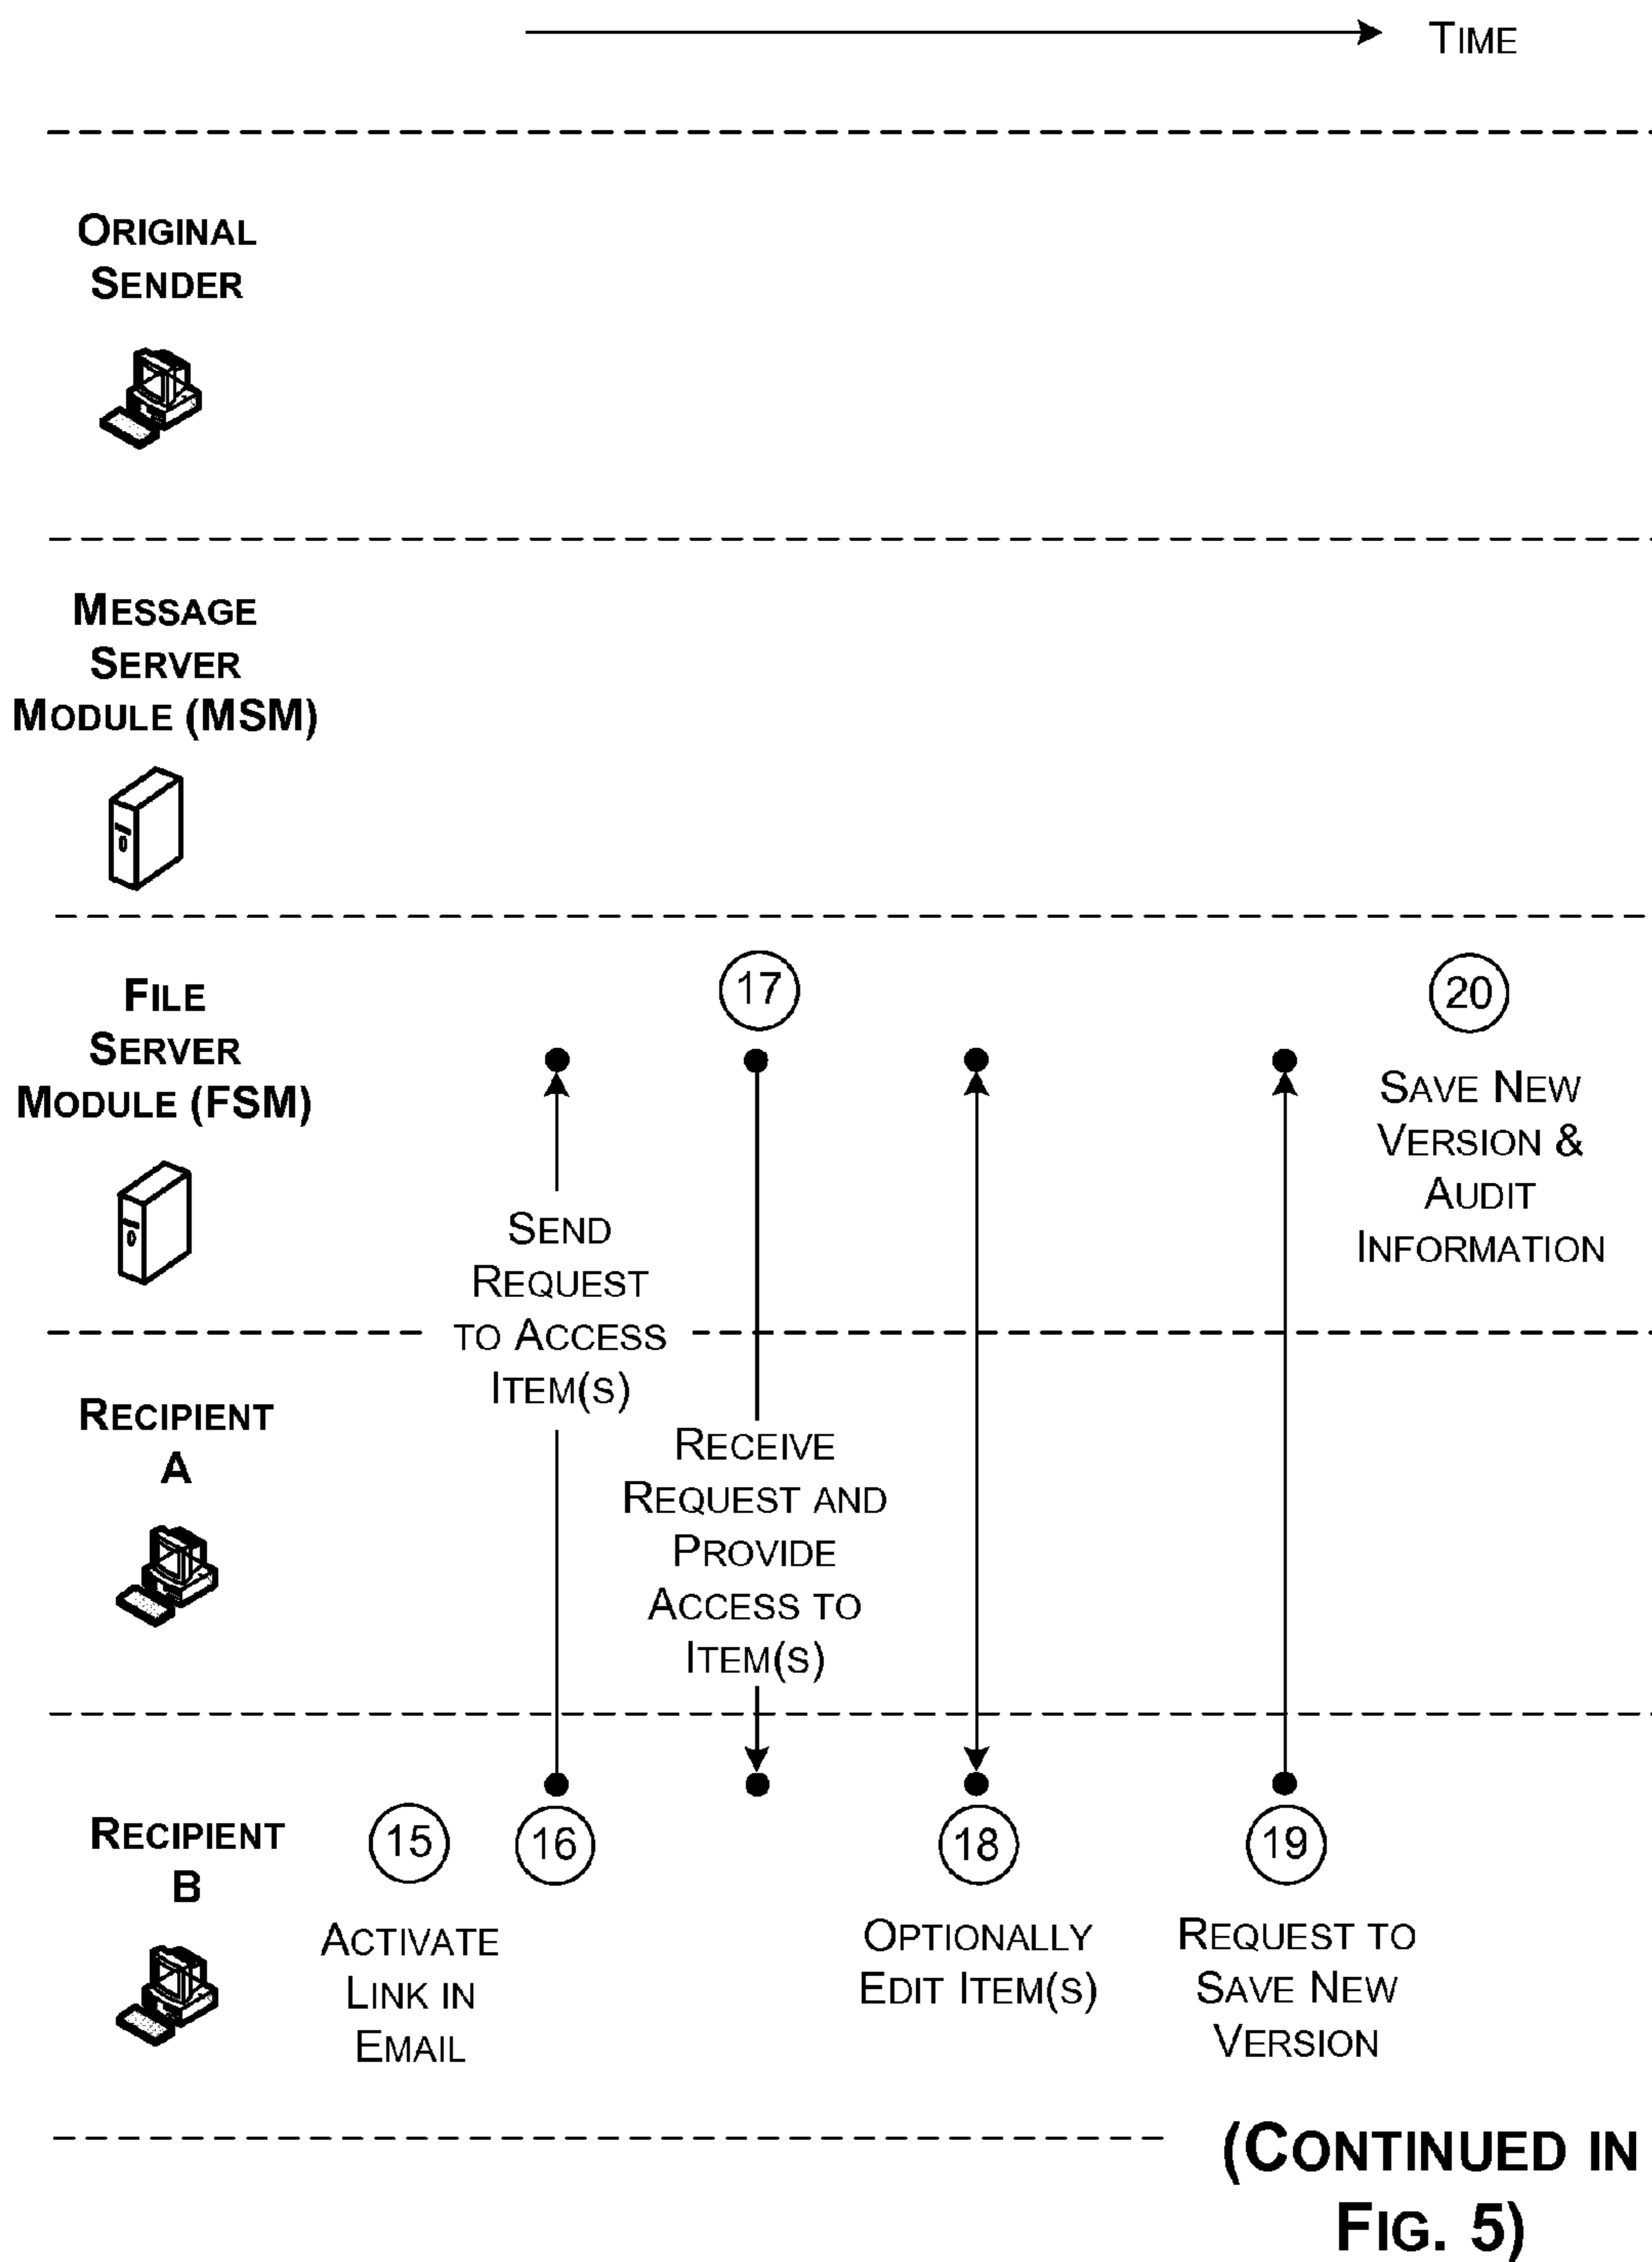 TIME
ORIGINAL
SENDER
MESSAGE
SERVER
MODULE (MSM)
FILE
SERVER
MODULE (FSM)
17
20
SAVE NEW
VERSION &
AUDIT
INFORMATION
SEND
REQUEST
TO ACCESS
ITEM(S)
RECIPIENT
A
RECEIVE
REQUEST AND
PROVIDE
ACCESS TO
ITEM(S)
RECIPIENT
B
15
ACTIVATE
LINK IN
EMAIL
16
18
OPTIONALLY
EDIT ITEM(S)
19
REQUEST TO
SAVE NEW
VERSION
(CONTINUED IN
FIG. 5)